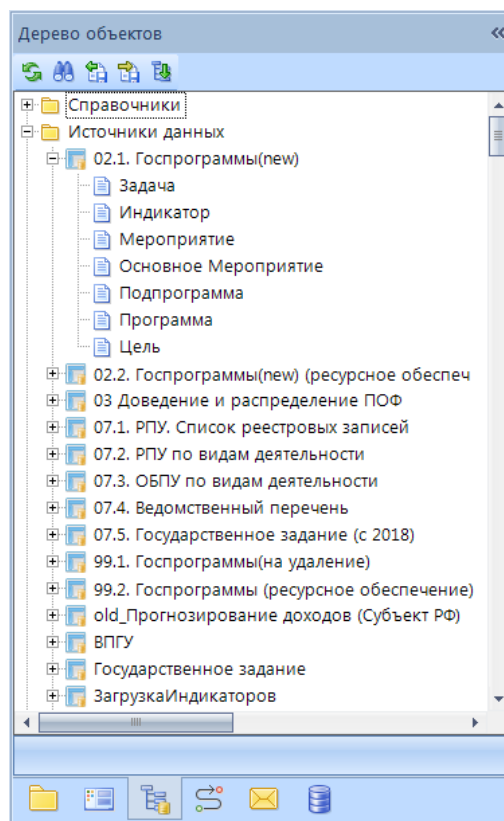 Дерево объектов
Справочники
Источники данных
02.1. Госпрограммы(new)
Задача
Индикатор
Мероприятие
Основное Мероприятие
Подпрограмма
Программа
Цель
02.2. Госпрограммы(new) (ресурсное обеспеч
03 Доведение и распределение ПОФ
07.1. РПУ. Список реестровых записей
07.2. РПУ по видам деятельности
07.3. ОБПУ по видам деятельности
07.4. Ведомственный перечень
07.5. Государственное задание (с 2018)
99.1. Госпрограммы(на удаление)
99.2. Госпрограммы (ресурсное обеспечение)
old_Прогнозирование доходов (Субъект РФ)
ВПГУ
Государственное задание
ЗагрузкаИндикаторов